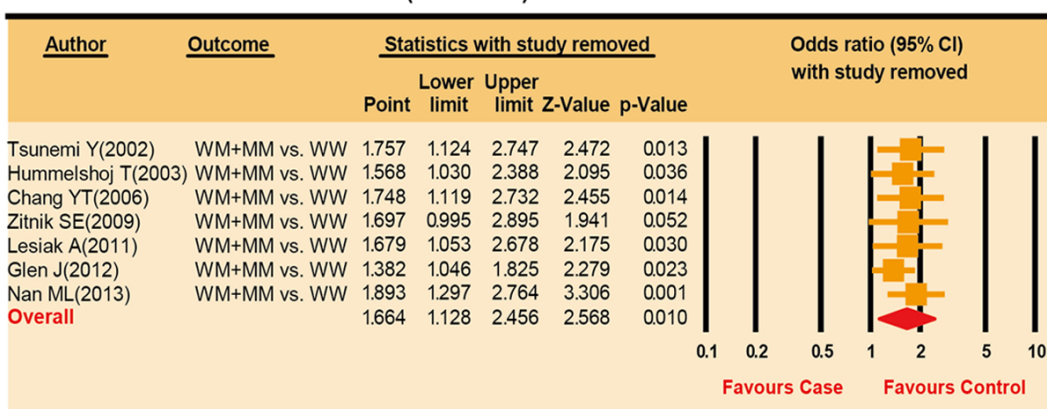 Author Outcome Statistics with study removed Odds ratio (95% CI)
with study removed
Lower Upper
Point limit limit Z-Value p-Value
Tsunemi Y(2002) WM+MM vs. WW 1.757 1.124 2.747 2.472 0.013
Hummelshoj T(2003) WM+MM vs. WW 1.568 1.030 2.388 2.095 0.036
Chang YT(2006) WM+MM vs. WW 1.748 1.119 2.732 2.455 0.014
Zitnik SE(2009) WM+MM vs. WW 1.697 0.995 2.895 1.941 0.052
Lesiak A(2011) WM+MM vs. WW 1.679 1.053 2.678 2.175 0.030
Glen J(2012) WM+MM vs. WW 1.382 1.046 1.825 2.279 0.023
Nan ML(2013) WM+MM vs. WW 1.893 1.297 2.764 3.306 0.001
Overall 1.664 1.128 2.456 2.568 0.010
0.1 0.2 0.5 1 2 5 10
Favours Case Favours Control